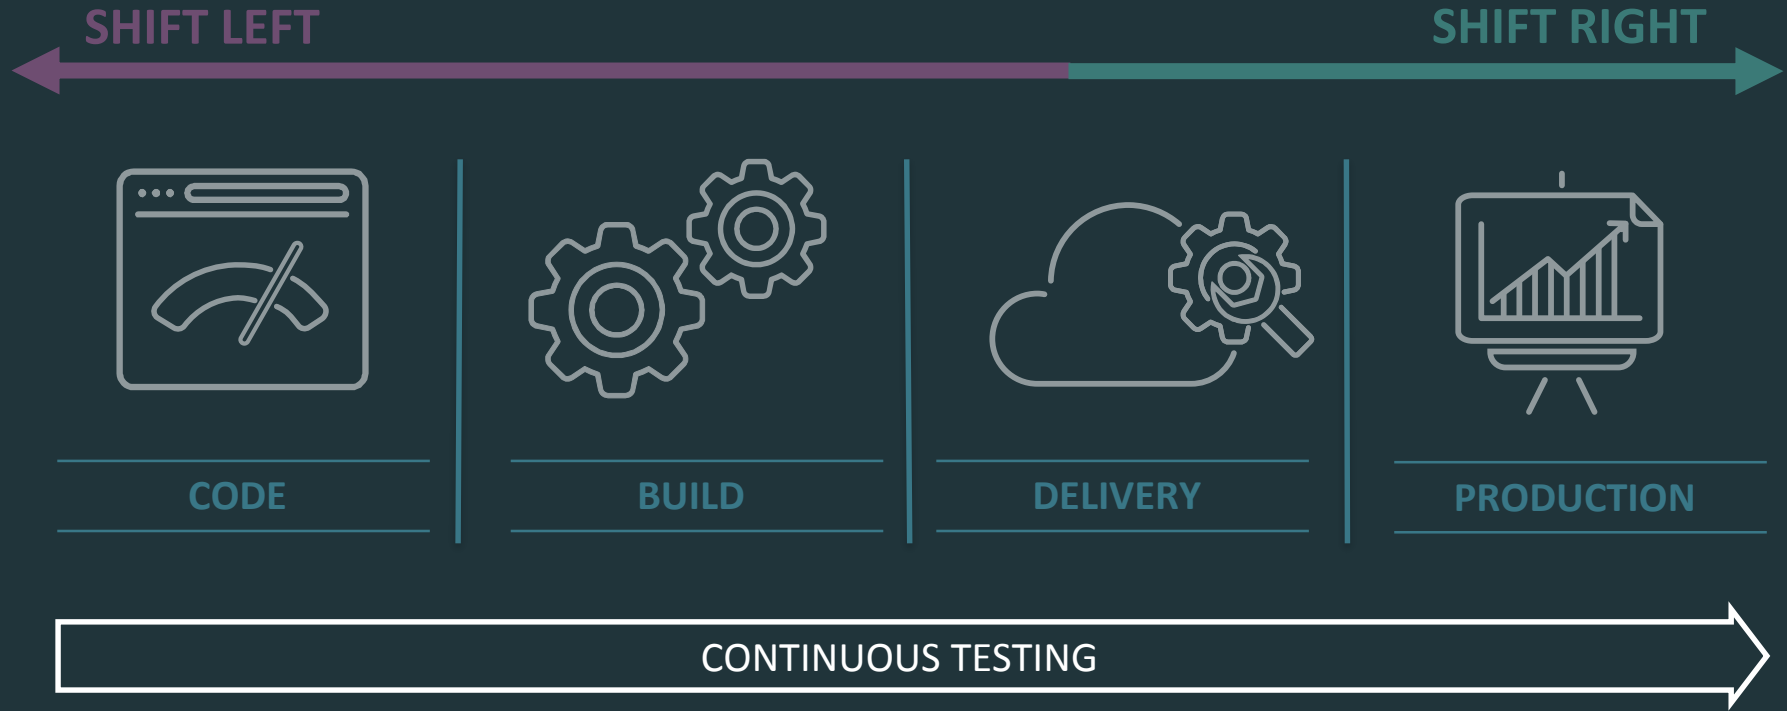 SHIFT LEFT
SHIFT RIGHT
CODE
BUILD
DELIVERY
PRODUCTION
CONTINUOUS TESTING